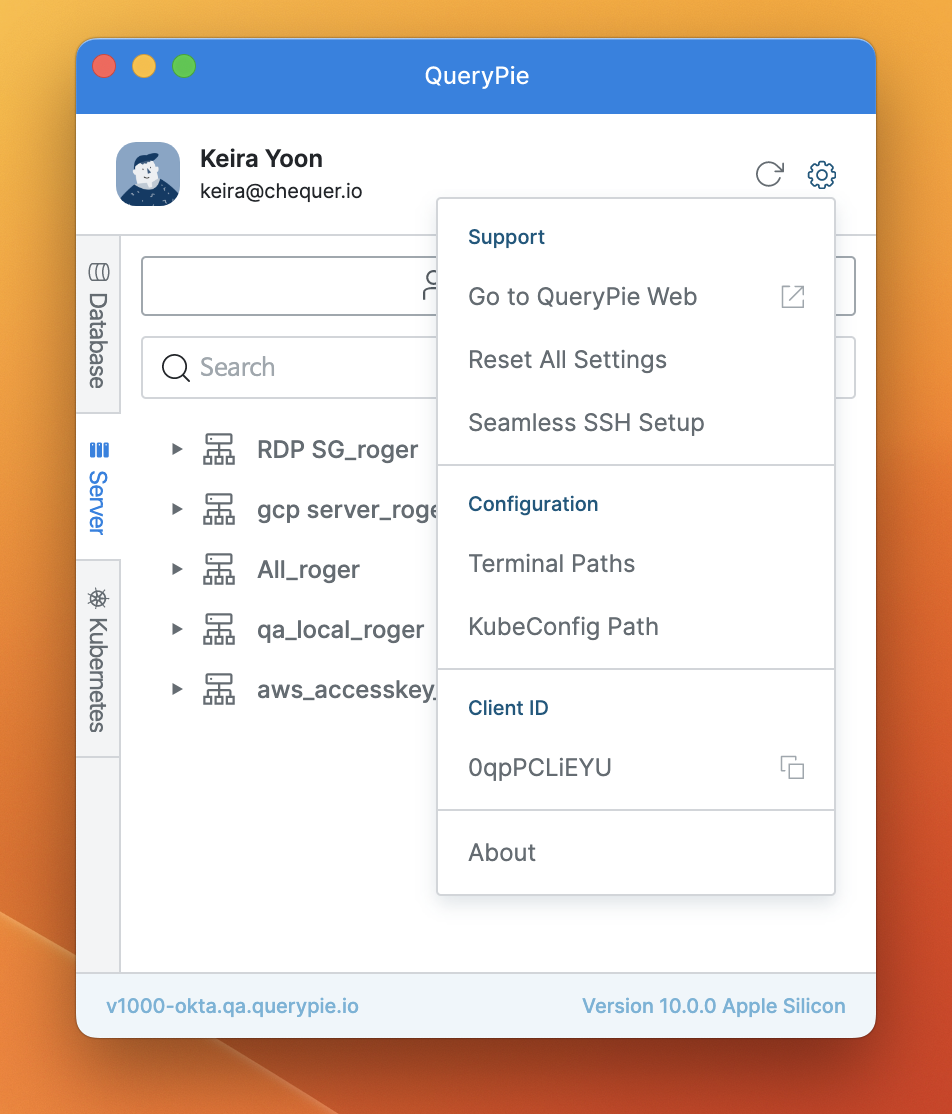 QueryPie
Keira Yoon
keira@chequer.io
Database
Server
Kubernetes
Search
RDP SG_roger
gcp server_roge
All_roger
qa_local_roger
aws_accesskey_
Support
Go to QueryPie Web
Reset All Settings
Seamless SSH Setup
Configuration
Terminal Paths
KubeConfig Path
Client ID
0qpPCLiEYU
About
v1000-okta.qa.querypie.io
Version 10.0.0 Apple Silicon